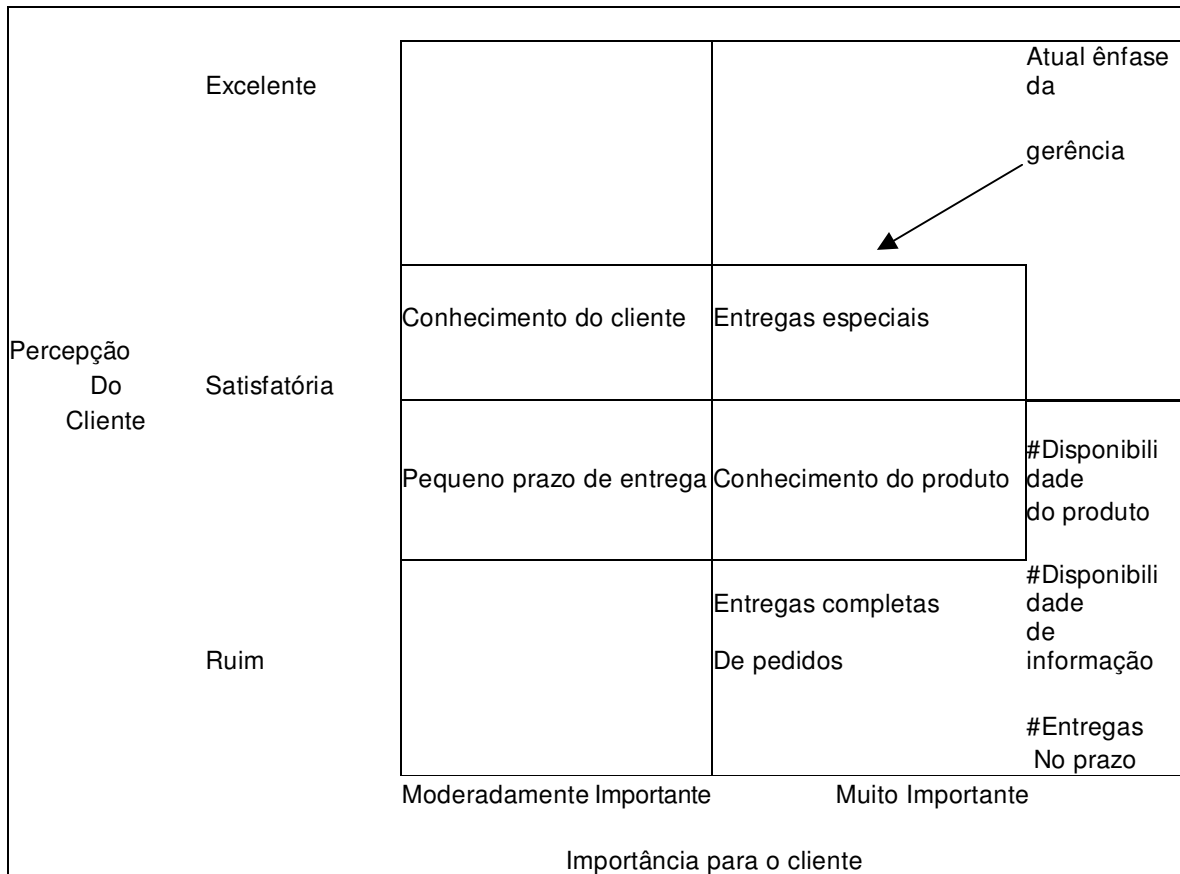 Atual ênfase
da
gerência
Excelente
Conhecimento do cliente
Entregas especiais
Percepção
Do
Cliente
Satisfatória
Pequeno prazo de entrega
Conhecimento do produto
#Disponibili
dade
do produto
Ruim
Entregas completas
De pedidos
#Disponibili
dade
de
informação
#Entregas
No prazo
Moderadamente Importante
Muito Importante
Importância para o cliente